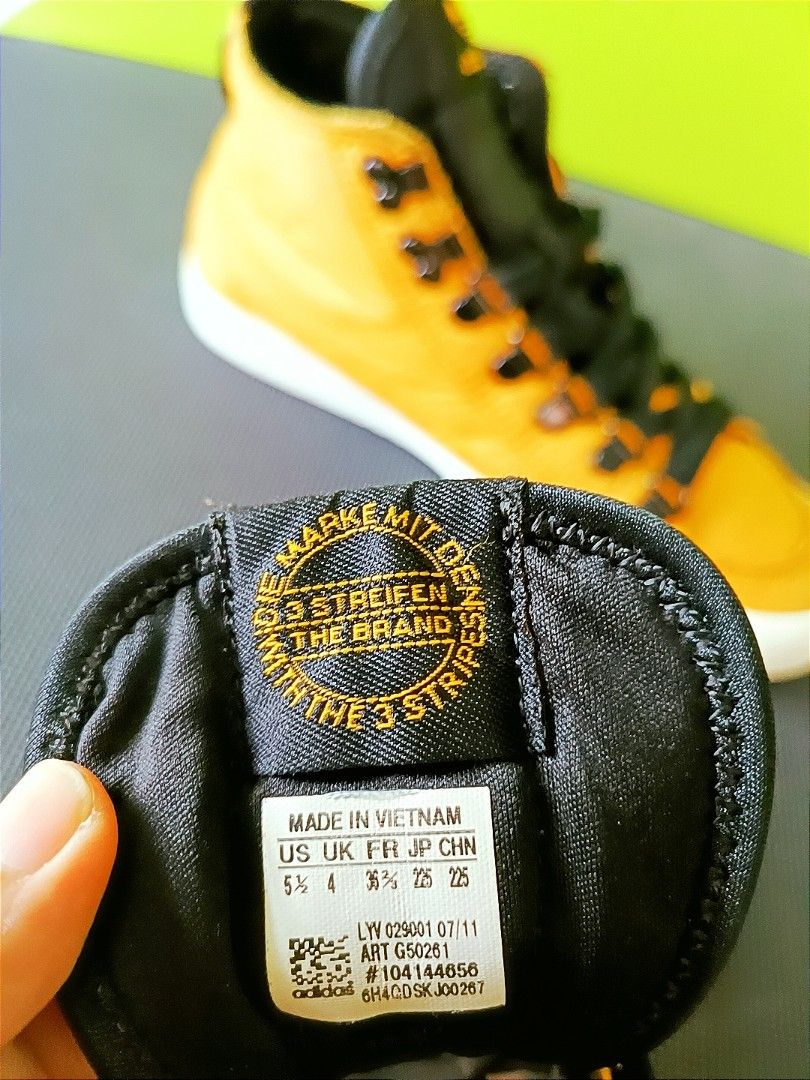 DIE MARKE MIT DEN
3 STREIFEN
THE BRAND
WITH THE 3 STRIPES
MADE IN VIETNAM
US UK FR JP CHN
5½ 4 36⅔ 225 225
LYV 029001 07/11
ART G50261
#104144656
adidas 6H4QDSKJ00267